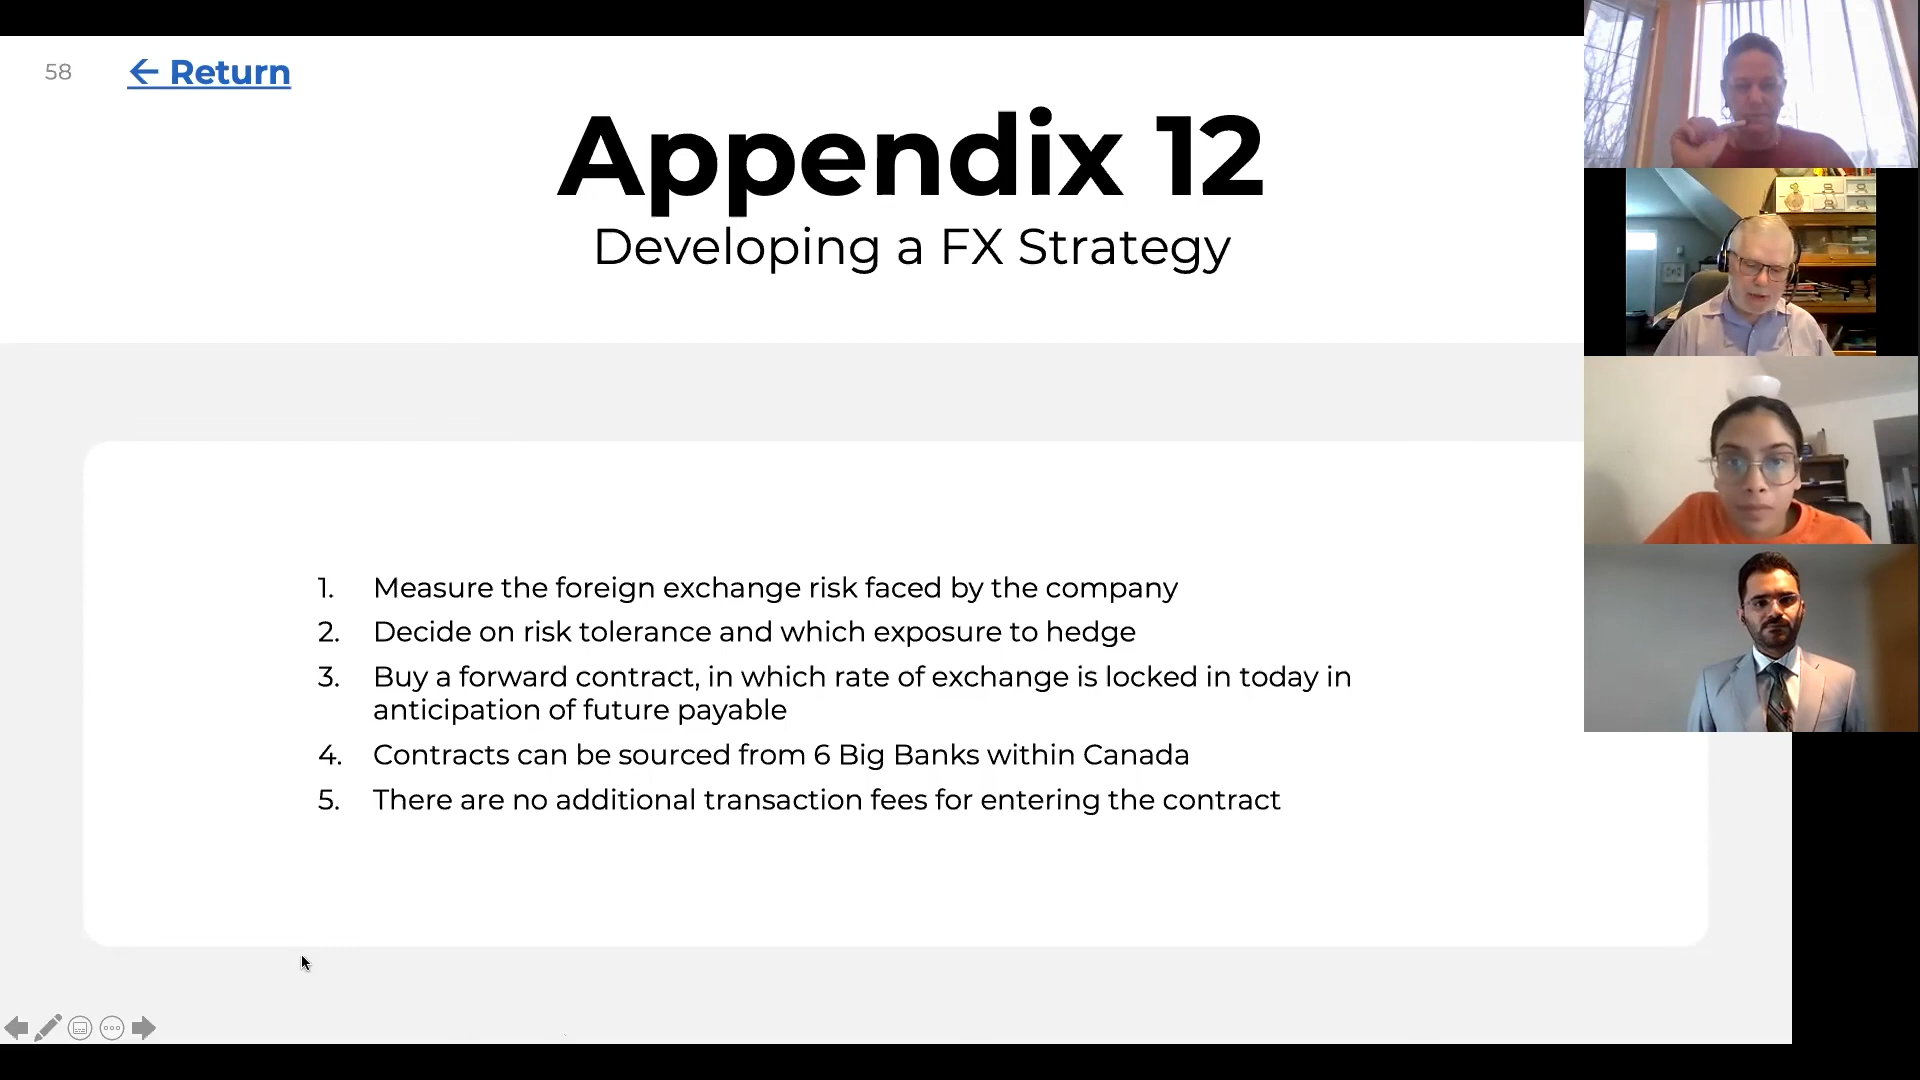 58
← Return
Appendix 12
Developing a FX Strategy
1. Measure the foreign exchange risk faced by the company
2. Decide on risk tolerance and which exposure to hedge
3. Buy a forward contract, in which rate of exchange is locked in today in
anticipation of future payable
4. Contracts can be sourced from 6 Big Banks within Canada
5. There are no additional transaction fees for entering the contract